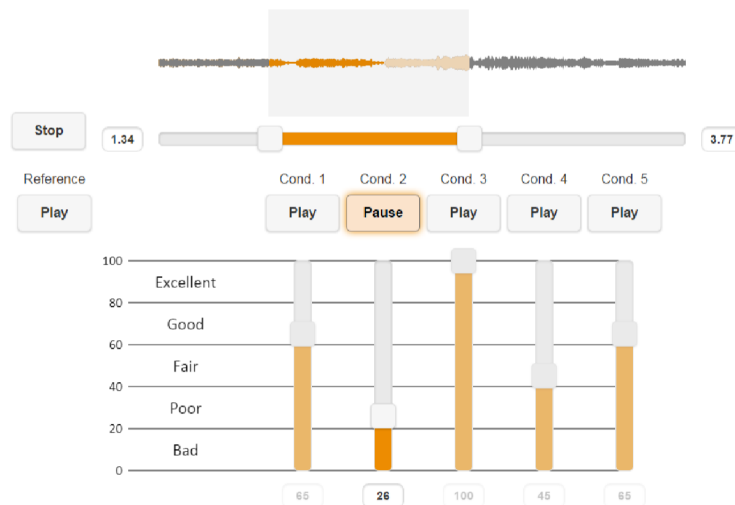 Stop
1.34
3.77
Reference
Cond. 1
Cond. 2
Cond. 3
Cond. 4
Cond. 5
Play
Play
Pause
Play
Play
Play
100
Excellent
80
Good
60
Fair
40
Poor
20
Bad
0
65
26
100
45
65